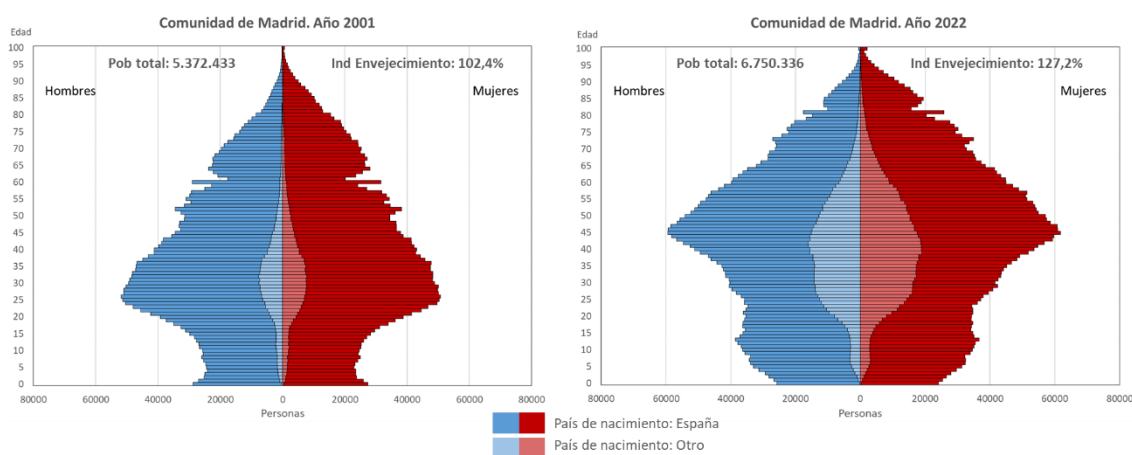 Comunidad de Madrid. Año 2001
Edad
Pob total: 5.372.433
Ind Envejecimiento: 102,4%
Hombres
Mujeres
100
95
90
85
80
75
70
65
60
55
50
45
40
35
30
25
20
15
10
5
0
80000 60000 40000 20000 0 20000 40000 60000 80000
Personas
Comunidad de Madrid. Año 2022
Edad
Pob total: 6.750.336
Ind Envejecimiento: 127,2%
Hombres
Mujeres
100
95
90
85
80
75
70
65
60
55
50
45
40
35
30
25
20
15
10
5
0
80000 60000 40000 20000 0 20000 40000 60000 80000
Personas
País de nacimiento: España
País de nacimiento: Otro